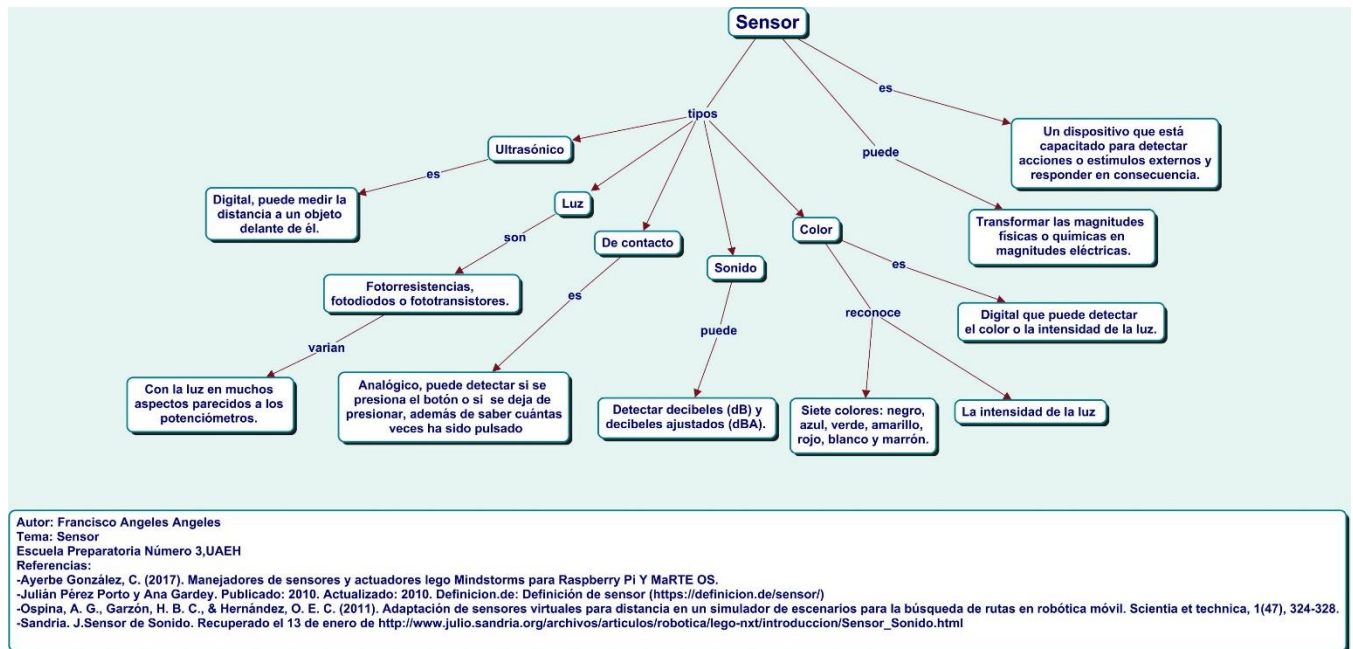 Sensor
es
tipos
Un dispositivo que está
capacitado para detectar
acciones o estimulos externos y
responder en consecuencia.
puede
Ultrasónico
es
Digital, puede medir la
distancia a un objeto
delante de él.
Luz
Transformar las magnitudes
físicas o químicas en
magnitudes eléctricas.
Color
son
De contacto
Sonido
es
Fotorresistencias,
fotodiodos o fototransistores.
es
reconoce
Digital que puede detectar
el color o la intensidad de la luz.
puede
varian
Con la luz en muchos
aspectos parecidos a los
potenciómetros.
Analógico, puede detectar si se
presiona el botón o si se deja de
presionar, además de saber cuántas
veces ha sido pulsado
Detectar decibeles (dB) y
decibeles ajustados (dBA).
Siete colores: negro,
azul, verde, amarillo,
rojo, blanco y marrón.
La intensidad de la luz
Autor: Francisco Angeles Angeles
Tema: Sensor
Escuela Preparatoria Número 3,UAEH
Referencias:
-Ayerbe González, C. (2017). Manejadores de sensores y actuadores lego Mindstorms para Raspberry Pi Y MaRTE OS.
-Julián Pérez Porto y Ana Gardey. Publicado: 2010. Actualizado: 2010. Definicion.de: Definición de sensor (https://definicion.de/sensor/)
-Ospina, A. G., Garzón, H. B. C., & Hernández, O. E. C. (2011). Adaptación de sensores virtuales para distancia en un simulador de escenarios para la búsqueda de rutas en robótica móvil. Scientia et technica, 1(47), 324-328.
-Sandria. J.Sensor de Sonido. Recuperado el 13 de enero de http://www.julio.sandria.org/archivos/articulos/robotica/lego-nxt/introduccion/Sensor_Sonido.html